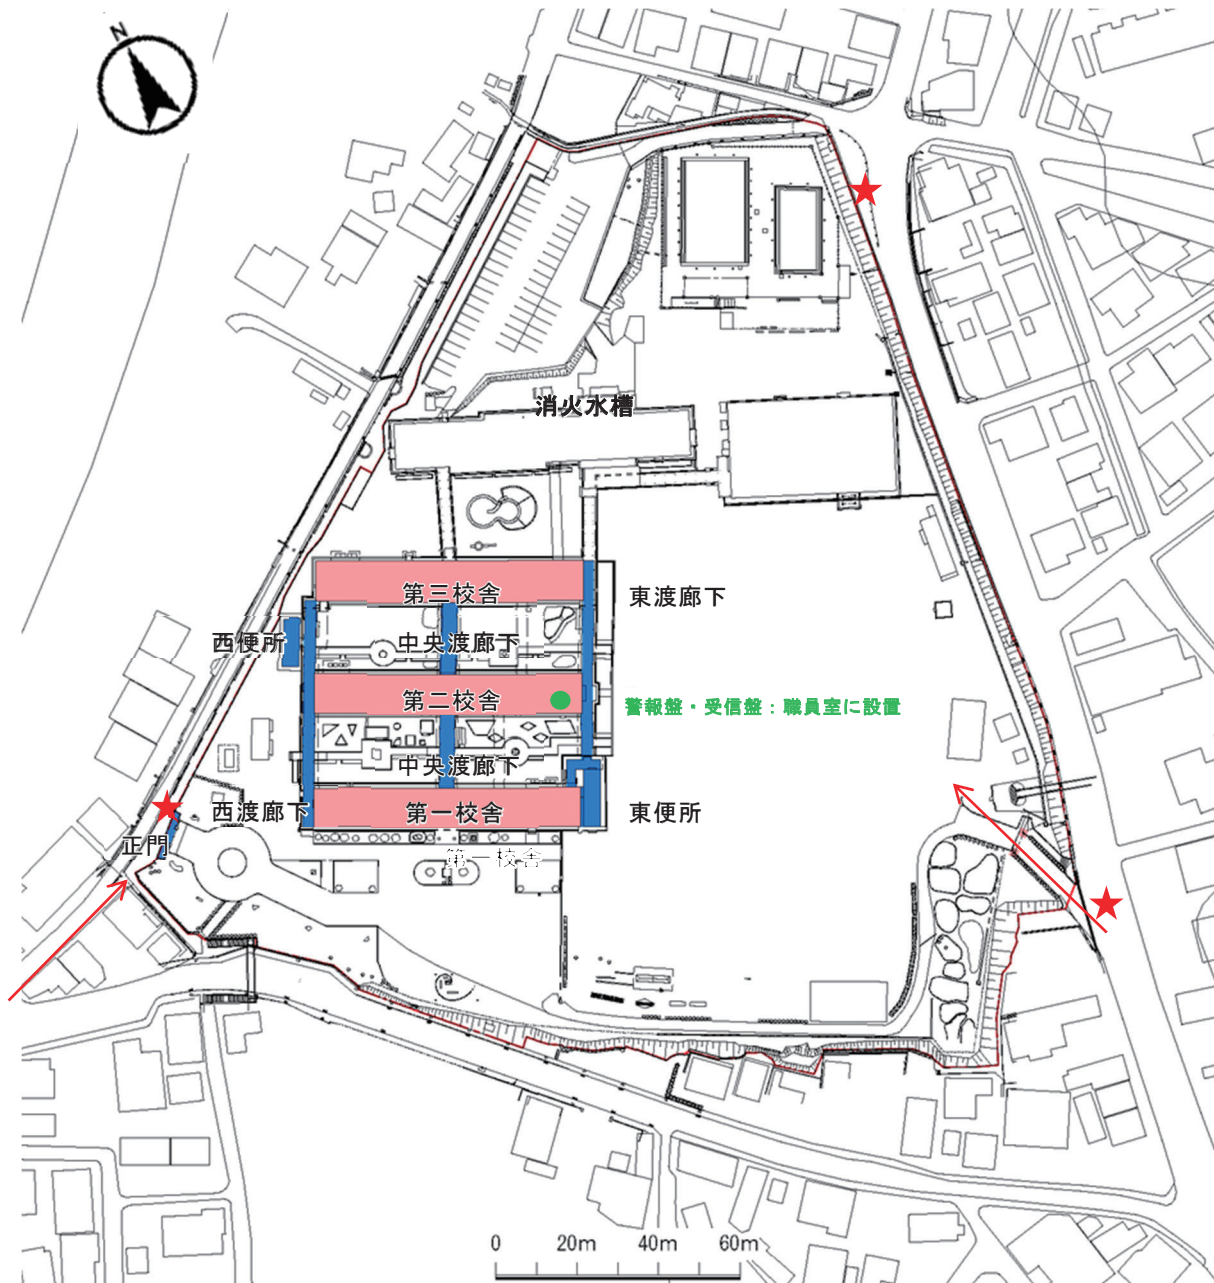 N
消火水槽
第三校舎
東渡廊下
西便所
中央渡廊下
第二校舎
警報盤・受信盤：職員室に設置
中央渡廊下
西渡廊下
第一校舎
東便所
正門
第一校舎
0 20m 40m 60m